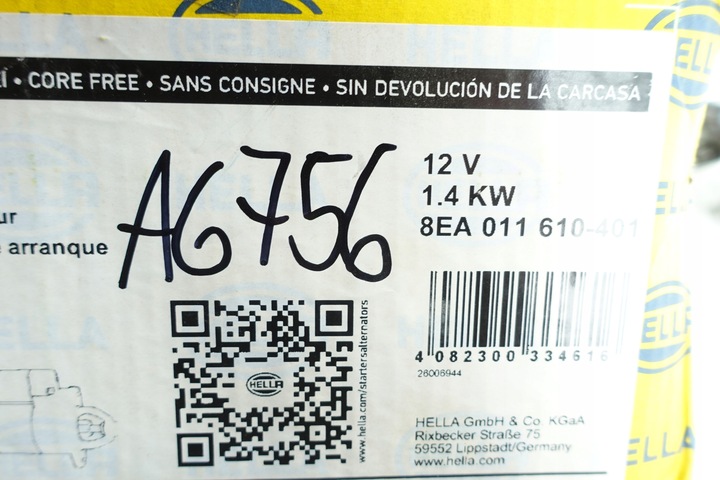 • CORE FREE • SANS CONSIGNE • SIN DEVOLUCIÓN DE LA CARCASA
A6756
12 V
1.4 KW
8EA 011 610-401
arranque
4 082300 334616
26006944
HELLA
www.hella.com/startersalternators
HELLA GmbH & Co. KGaA
Rixbecker Straße 75
59552 Lippstadt/Germany
www.hella.com
HELLA
HELLA